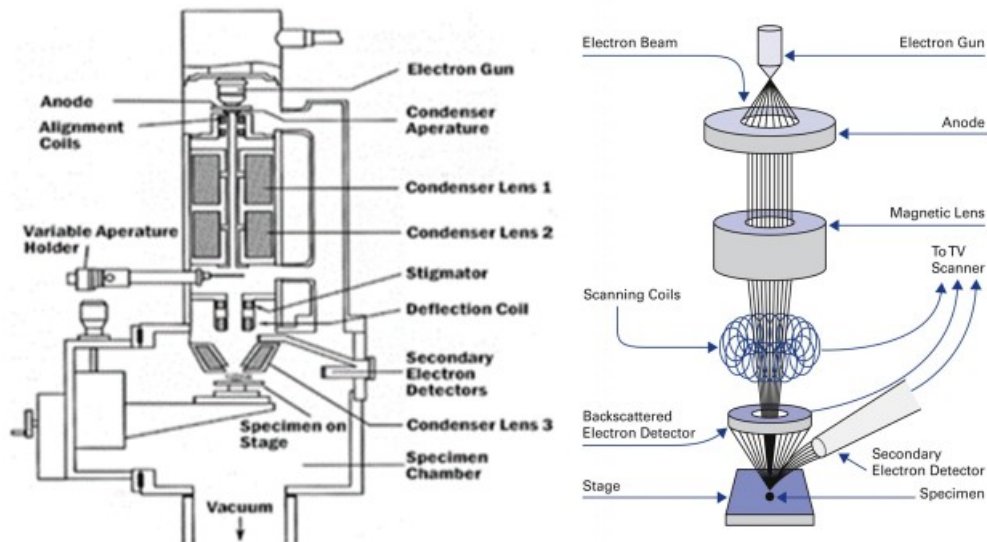 Electron Gun
Anode
Condenser
Aperature
Alignment
Coils
Condenser Lens 1
Condenser Lens 2
Variable Aperature
Holder
Stigmator
Deflection Coil
Secondary
Electron
Detectors
Condenser Lens 3
Specimen on
Stage
Specimen
Chamber
Vacuum
Electron Beam
Electron Gun
Anode
Magnetic Lens
To TV
Scanner
Scanning Coils
Backscattered
Electron Detector
Secondary
Electron Detector
Stage
Specimen